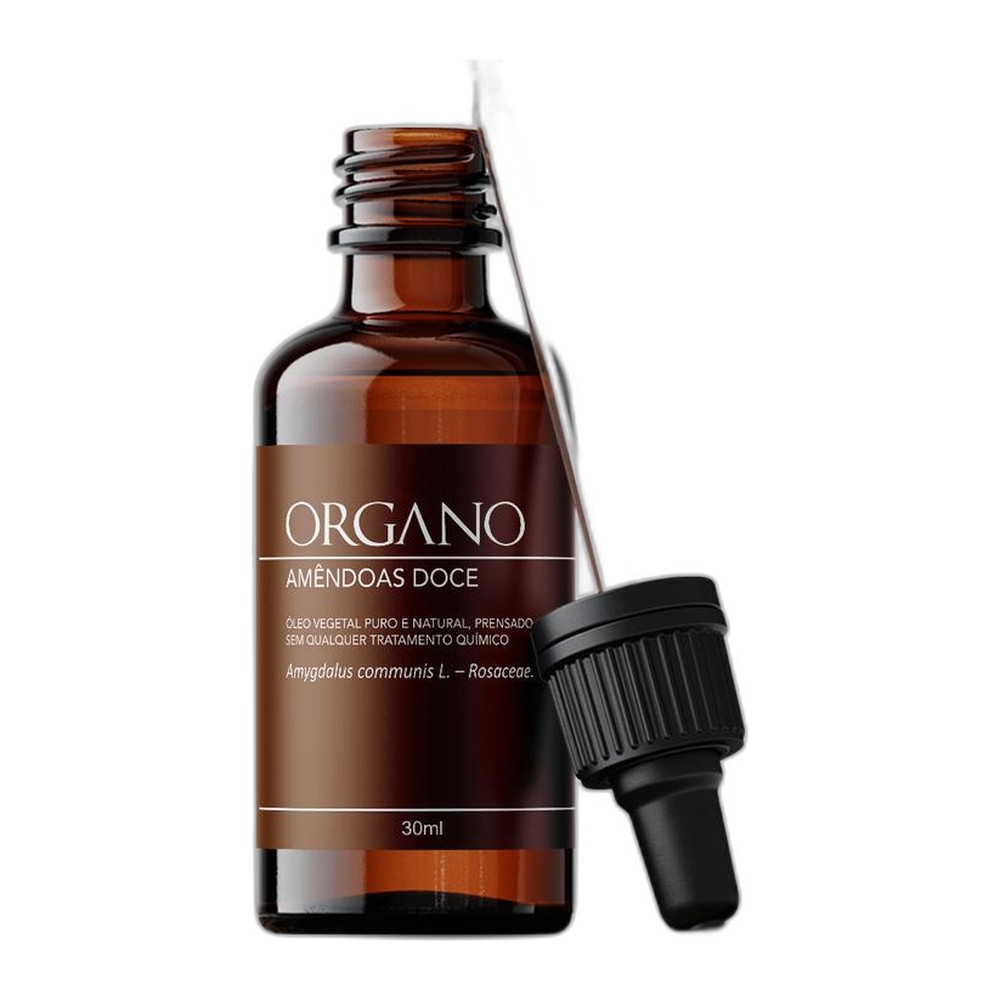 ORGANO
AMÊNDOAS DOCE
ÓLEO VEGETAL PURO E NATURAL, PRENSADO
SEM QUALQUER TRATAMENTO QUÍMICO
Amygdalus communis L. – Rosaceae.
30ml